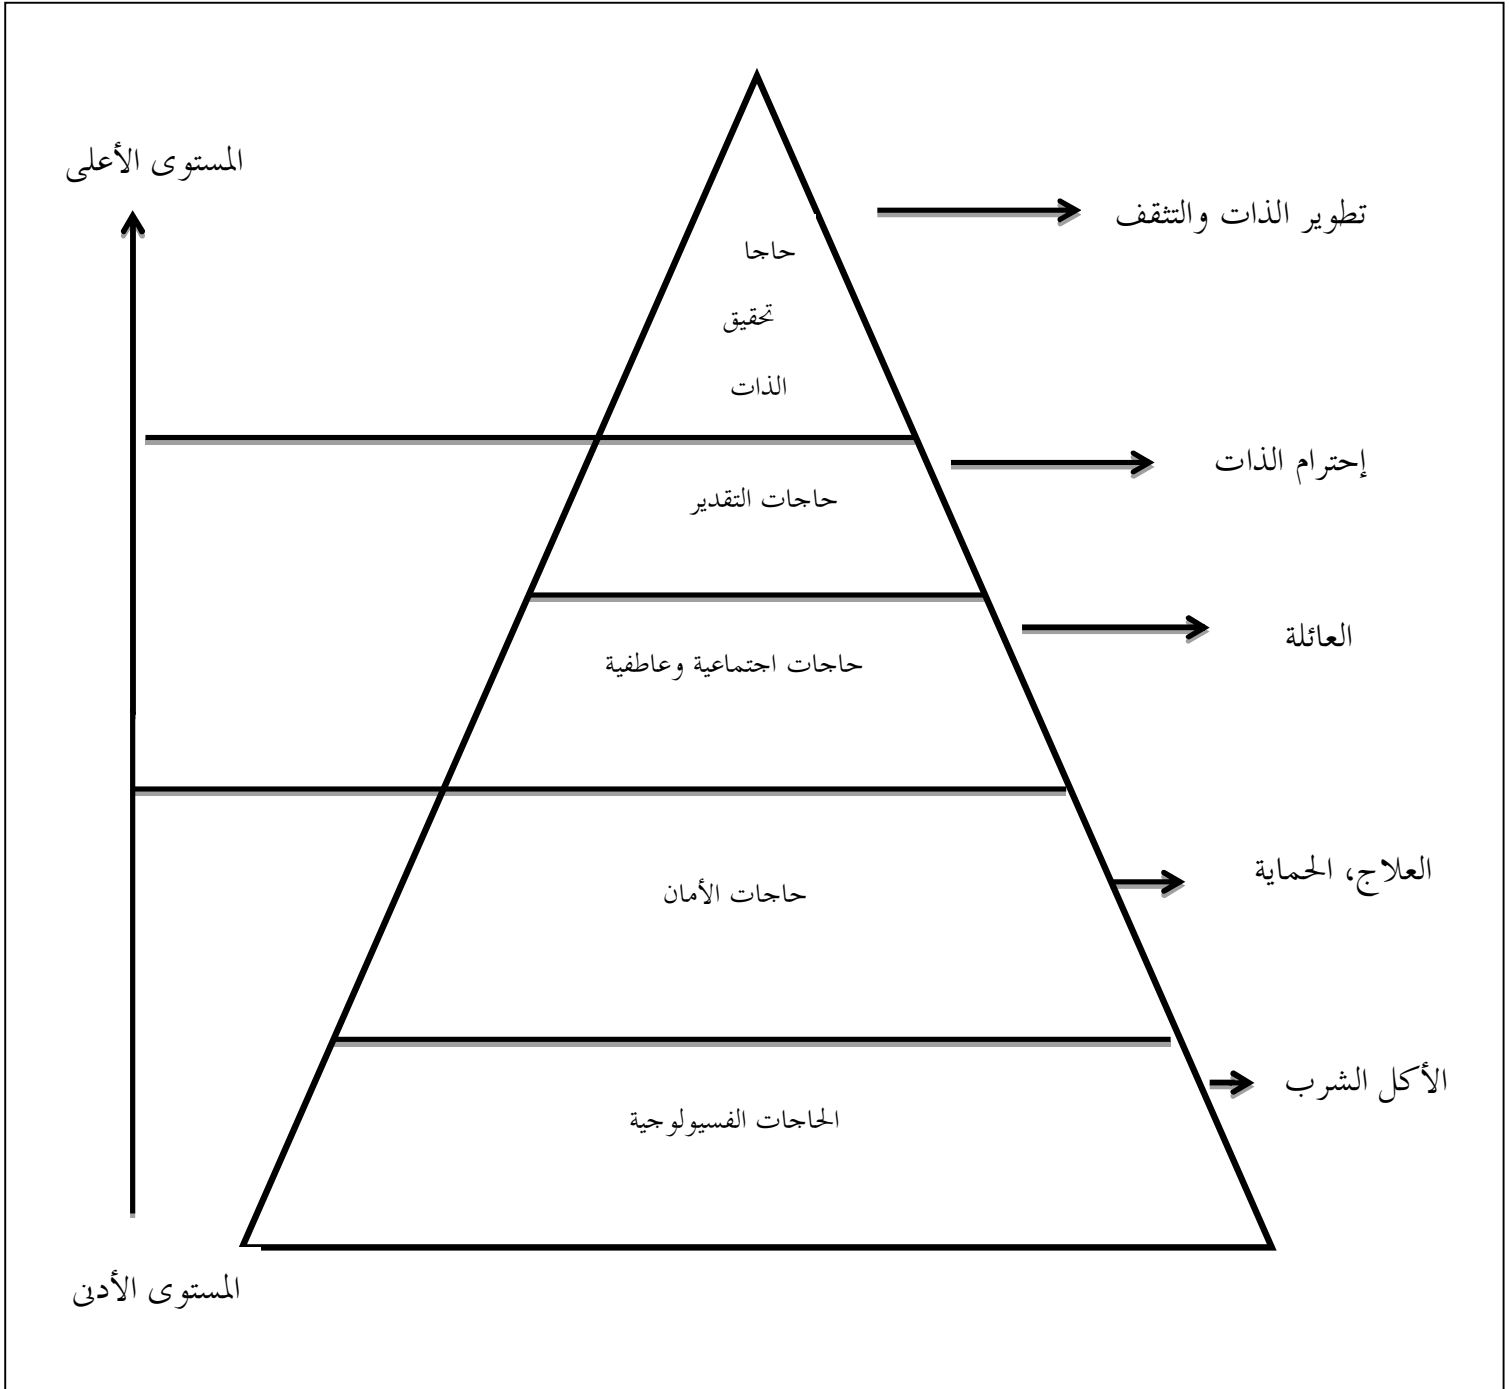 المستوى الأعلى
تطوير الذات والتثقف
حاجا
تحقيق
الذات
إحترام الذات
حاجات التقدير
العائلة
حاجات اجتماعية وعاطفية
العلاج، الحماية
حاجات الأمان
الأكل الشرب
الحاجات الفسيولوجية
المستوى الأدنى